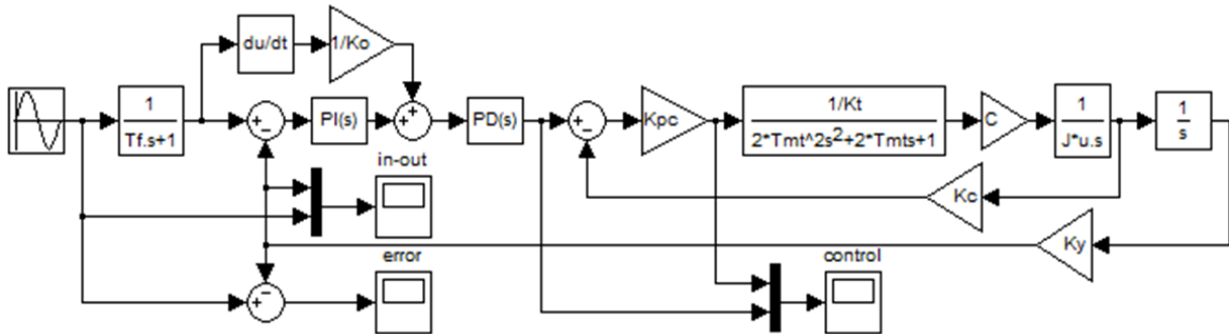 du/dt
1/Ko
1
Tf.s+1
PI(s)
PD(s)
Kpc
1/Kt
2*Tmt^2s²+2*Tmts+1
C
1
J*u.s
1
s
in-out
Kc
Ky
error
control